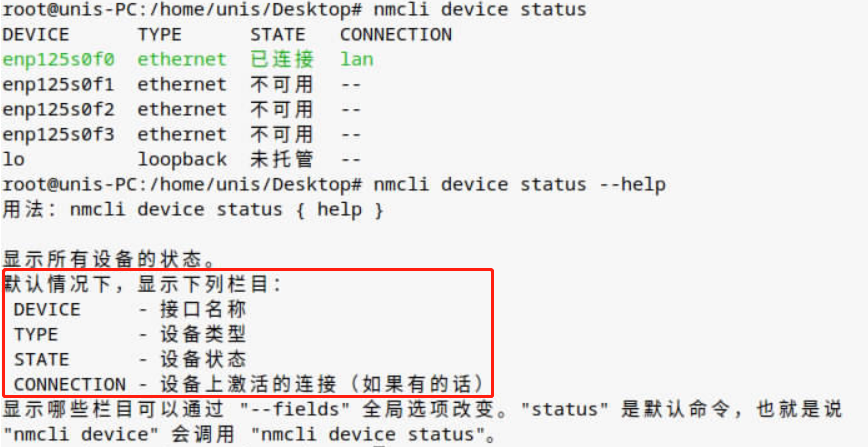 root@unis-PC:/home/unis/Desktop# nmcli device status
DEVICE TYPE STATE CONNECTION
enp125s0f0 ethernet 已连接 lan
enp125s0f1 ethernet 不可用 --
enp125s0f2 ethernet 不可用 --
enp125s0f3 ethernet 不可用 --
lo loopback 未托管 --
root@unis-PC:/home/unis/Desktop# nmcli device status --help
用法：nmcli device status { help }
显示所有设备的状态。
默认情况下，显示下列栏目：
DEVICE - 接口名称
TYPE - 设备类型
STATE - 设备状态
CONNECTION - 设备上激活的连接（如果有的话）
显示哪些栏目可以通过 "--fields" 全局选项改变。"status" 是默认命令，也就是说
"nmcli device" 会调用 "nmcli device status"。